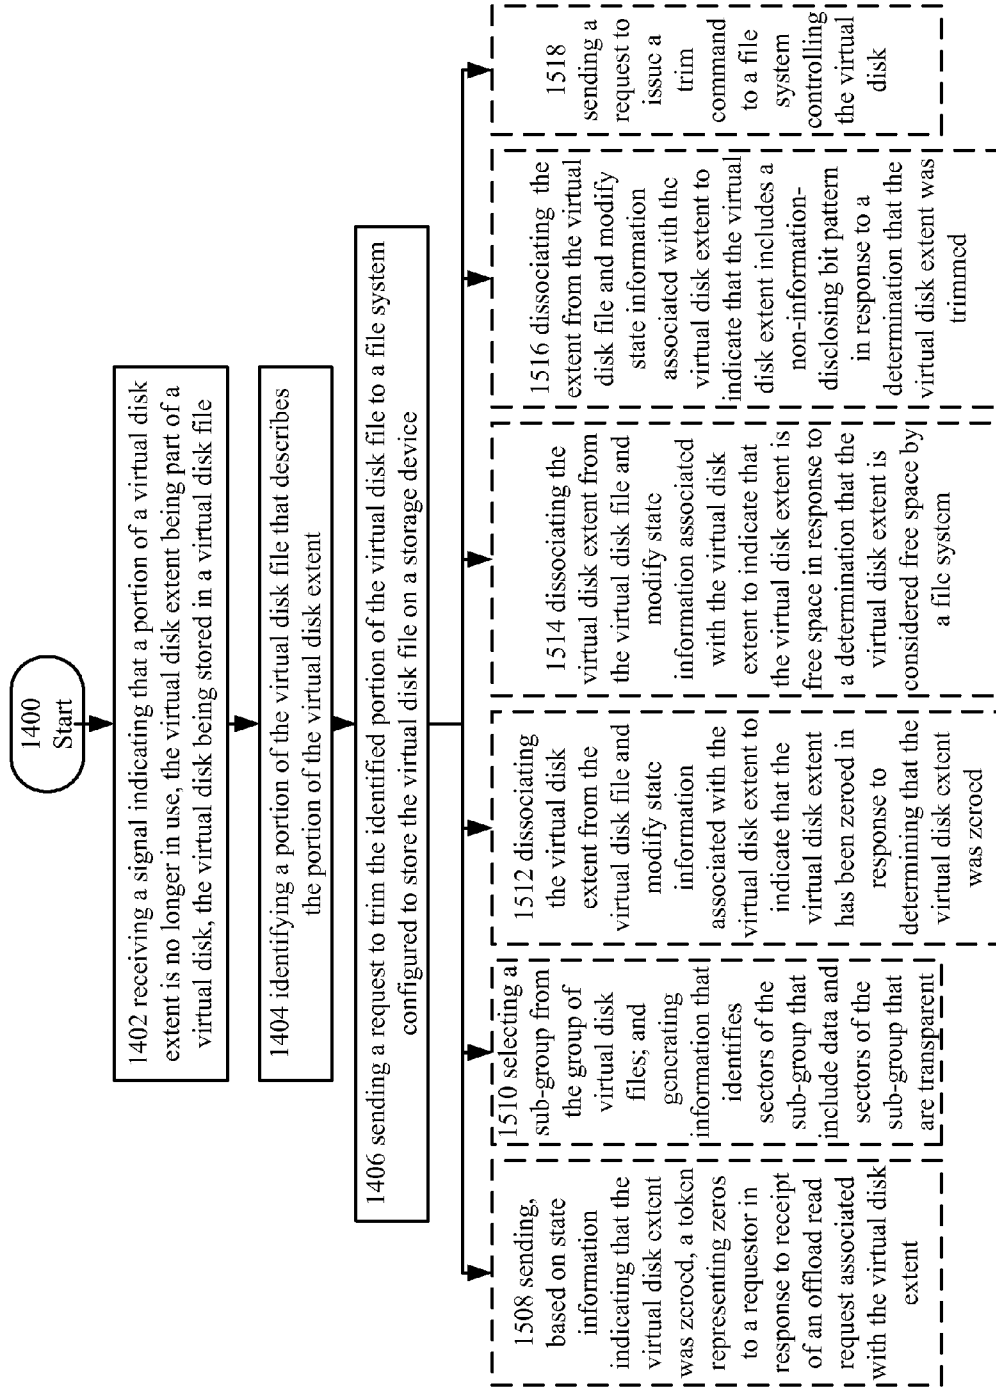 1400
Start
1402 receiving a signal indicating that a portion of a virtual disk
extent is no longer in use, the virtual disk extent being part of a
virtual disk, the virtual disk being stored in a virtual disk file
1404 identifying a portion of the virtual disk file that describes
the portion of the virtual disk extent
1406 sending a request to trim the identified portion of the virtual disk file to a file system
configured to store the virtual disk file on a storage device
1508 sending,
based on state
information
indicating that the
virtual disk extent
was zeroed, a token
representing zeros
to a requestor in
response to receipt
of an offload read
request associated
with the virtual disk
extent
1510 selecting a
sub-group from
the group of
virtual disk
files; and
generating
information that
identifies
sectors of the
sub-group that
include data and
sectors of the
sub-group that
are transparent
1512 dissociating
the virtual disk
extent from the
virtual disk file and
modify state
information
associated with the
virtual disk extent to
indicate that the
virtual disk extent
has been zeroed in
response to
determining that the
virtual disk extent
was zeroed
1514 dissociating the
virtual disk extent from
the virtual disk file and
modify state
information associated
with the virtual disk
extent to indicate that
the virtual disk extent is
free space in response to
a determination that the
virtual disk extent is
considered free space by
a file system
1516 dissociating the
extent from the virtual
disk file and modify
state information
associated with the
virtual disk extent to
indicate that the virtual
disk extent includes a
non-information-
disclosing bit pattern
in response to a
determination that the
virtual disk extent was
trimmed
1518
sending a
request to
issue a
trim
command
to a file
system
controlling
the virtual
disk